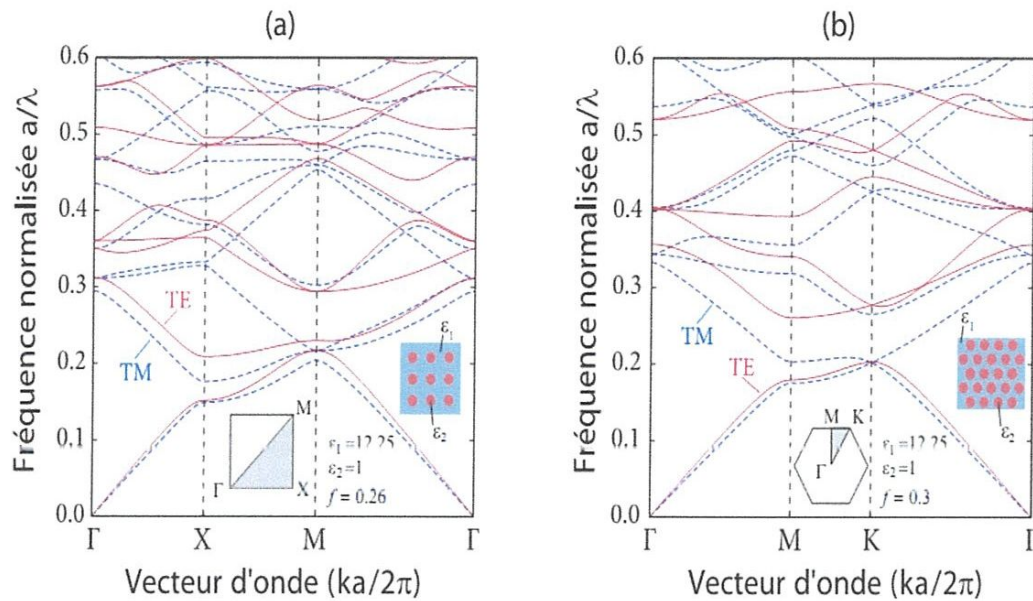 (a)
(b)
Fréquence normalisée a/λ
0.6
0.5
0.4
0.3
0.2
0.1
0.0
TE
TM
ε₁
ε₂
M
Γ
X
ε₁ =12.25
ε₂=1
f = 0.26
Γ
X
M
Γ
Vecteur d'onde (ka/2π)
Fréquence normalisée a/λ
0.6
0.5
0.4
0.3
0.2
0.1
0.0
TM
TE
ε₁
ε₂
M
K
Γ
ε₁ =12.25
ε₂=1
f = 0.3
Γ
M
K
Γ
Vecteur d'onde (ka/2π)